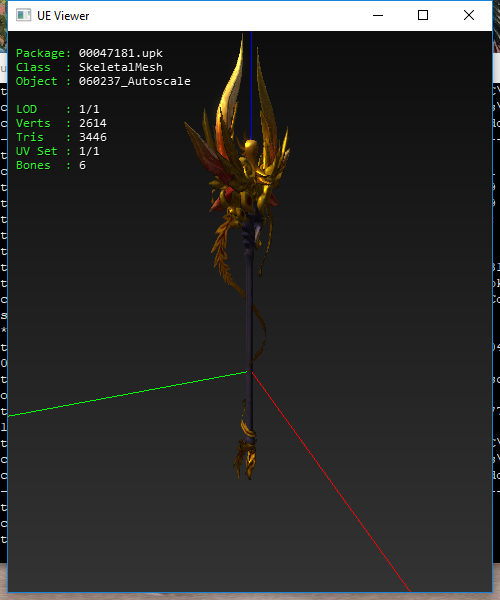 UE Viewer
Package: 00047181.upk
Class : SkeletalMesh
Object : 060237_Autoscale
LOD : 1/1
Verts : 2614
Tris : 3446
UV Set : 1/1
Bones : 6